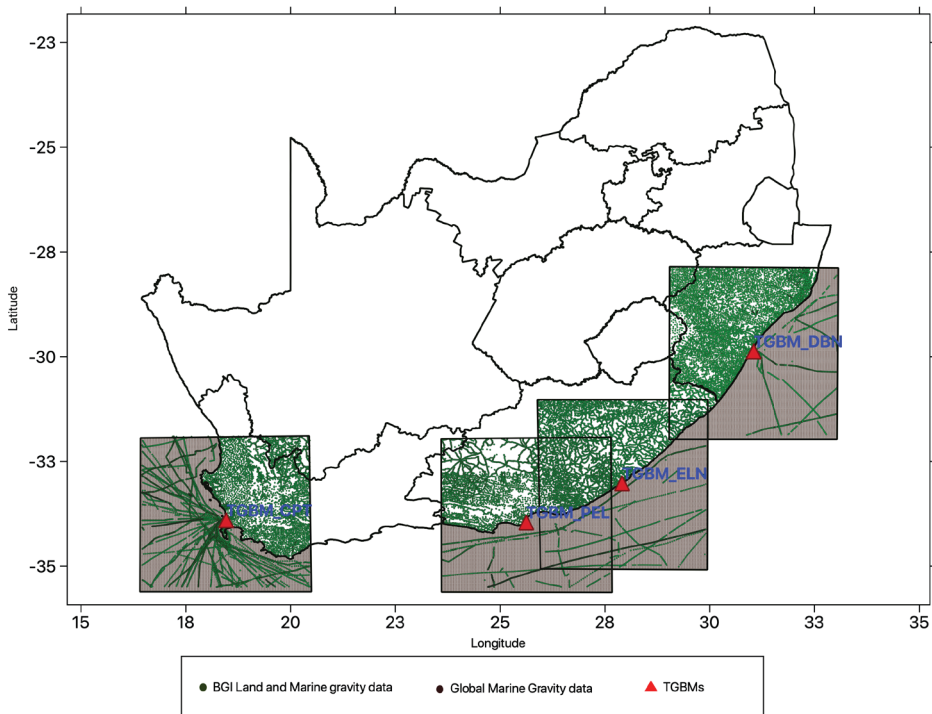 -23
-25
-28
-30
-33
-35
Latitude
TGBM_DBN
TGBM_ELN
TGBM_CPT
TGBM_PEL
15 18 20 23 25 28 30 33 35
Longitude
BGI Land and Marine gravity data Global Marine Gravity data TGBMs